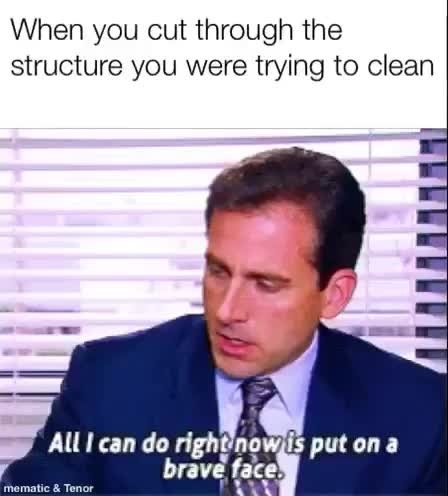 When you cut through the
structure you were trying to clean
All I can do right now is put on a
brave face.
mematic & Tenor